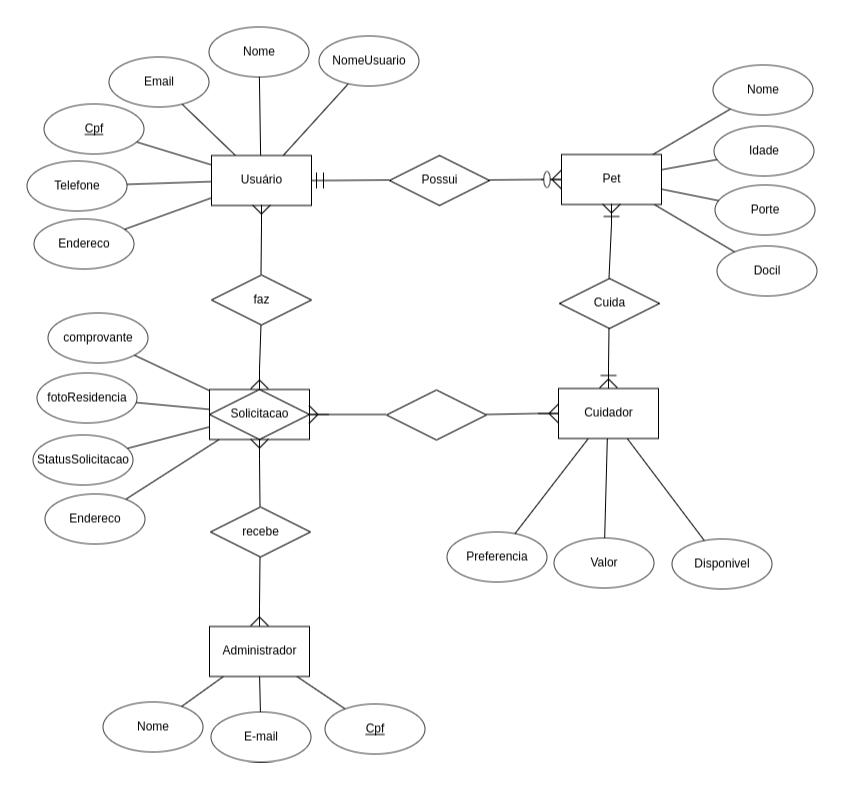 Nome
NomeUsuario
Email
Nome
Cpf
Idade
Usuário
Possui
Pet
Telefone
Porte
Endereco
Docil
faz
Cuida
comprovante
fotoResidencia
Solicitacao
Cuidador
StatusSolicitacao
Endereco
recebe
Preferencia
Valor
Disponivel
Administrador
Nome
E-mail
Cpf